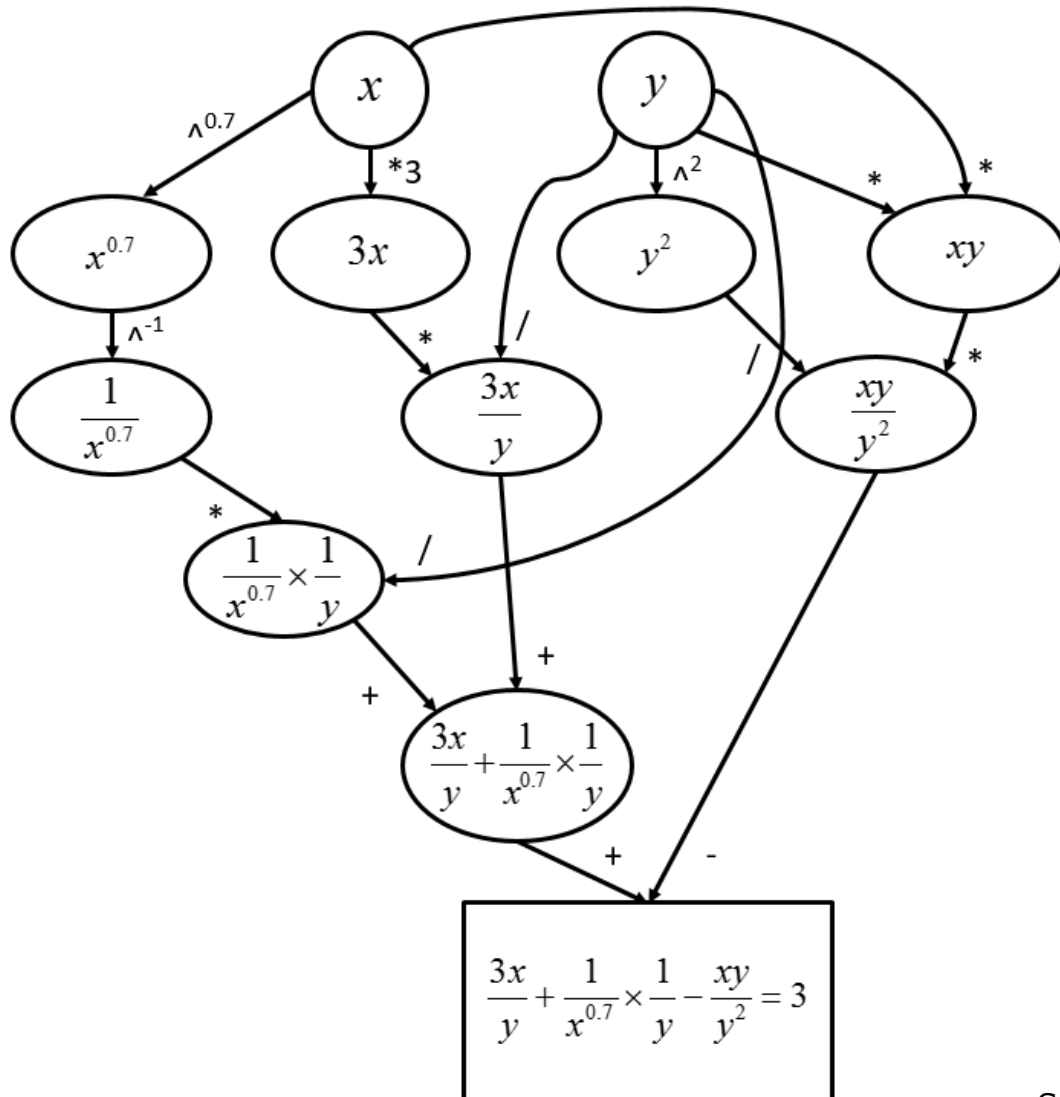 x
y
^0.7
*3
^2
*
*
x^0.7
3x
y^2
xy
^-1
*
/
/
*
1/x^0.7
3x/y
xy/y^2
*
/
1/x^0.7 × 1/y
+
+
3x/y + 1/x^0.7 × 1/y
+
-
3x/y + 1/x^0.7 × 1/y − xy/y^2 = 3